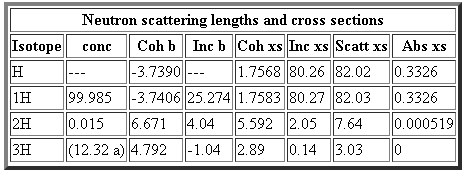 Neutron scattering lengths and cross sections
Isotope conc Coh b Inc b Coh xs Inc xs Scatt xs Abs xs
H --- -3.7390 --- 1.7568 80.26 82.02 0.3326
1H 99.985 -3.7406 25.274 1.7583 80.27 82.03 0.3326
2H 0.015 6.671 4.04 5.592 2.05 7.64 0.000519
3H (12.32 a) 4.792 -1.04 2.89 0.14 3.03 0